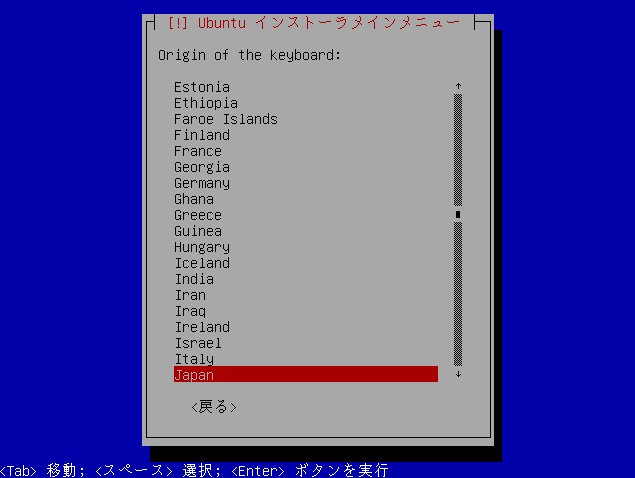 [!] Ubuntu インストーラメインメニュー
Origin of the keyboard:
Estonia
Ethiopia
Faroe Islands
Finland
France
Georgia
Germany
Ghana
Greece
Guinea
Hungary
Iceland
India
Iran
Iraq
Ireland
Israel
Italy
Japan
<戻る>
<Tab> 移動; <スペース> 選択; <Enter> ボタンを実行